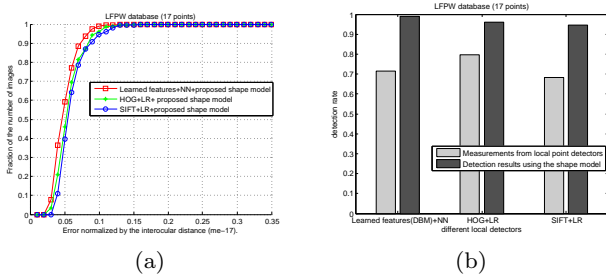 LFPW database (17 points)
1
0.9
0.8
0.7
0.6
0.5
0.4
0.3
0.2
0.1
0
Fraction of the number of images
Learned features+NN+proposed shape model
HOG+LR+ proposed shape model
SIFT+LR+proposed shape model
0 0.05 0.1 0.15 0.2 0.25 0.3 0.35
Error normalized by the interocular distance (me-17).
(a)
LFPW database (17 points)
1
0.9
0.8
0.7
0.6
0.5
0.4
0.3
0.2
0.1
0
detection rate
Measurements from local point detectors
Detection results using the shape model
Learned features(DBM)+NN HOG+LR SIFT+LR
different local detectors
(b)